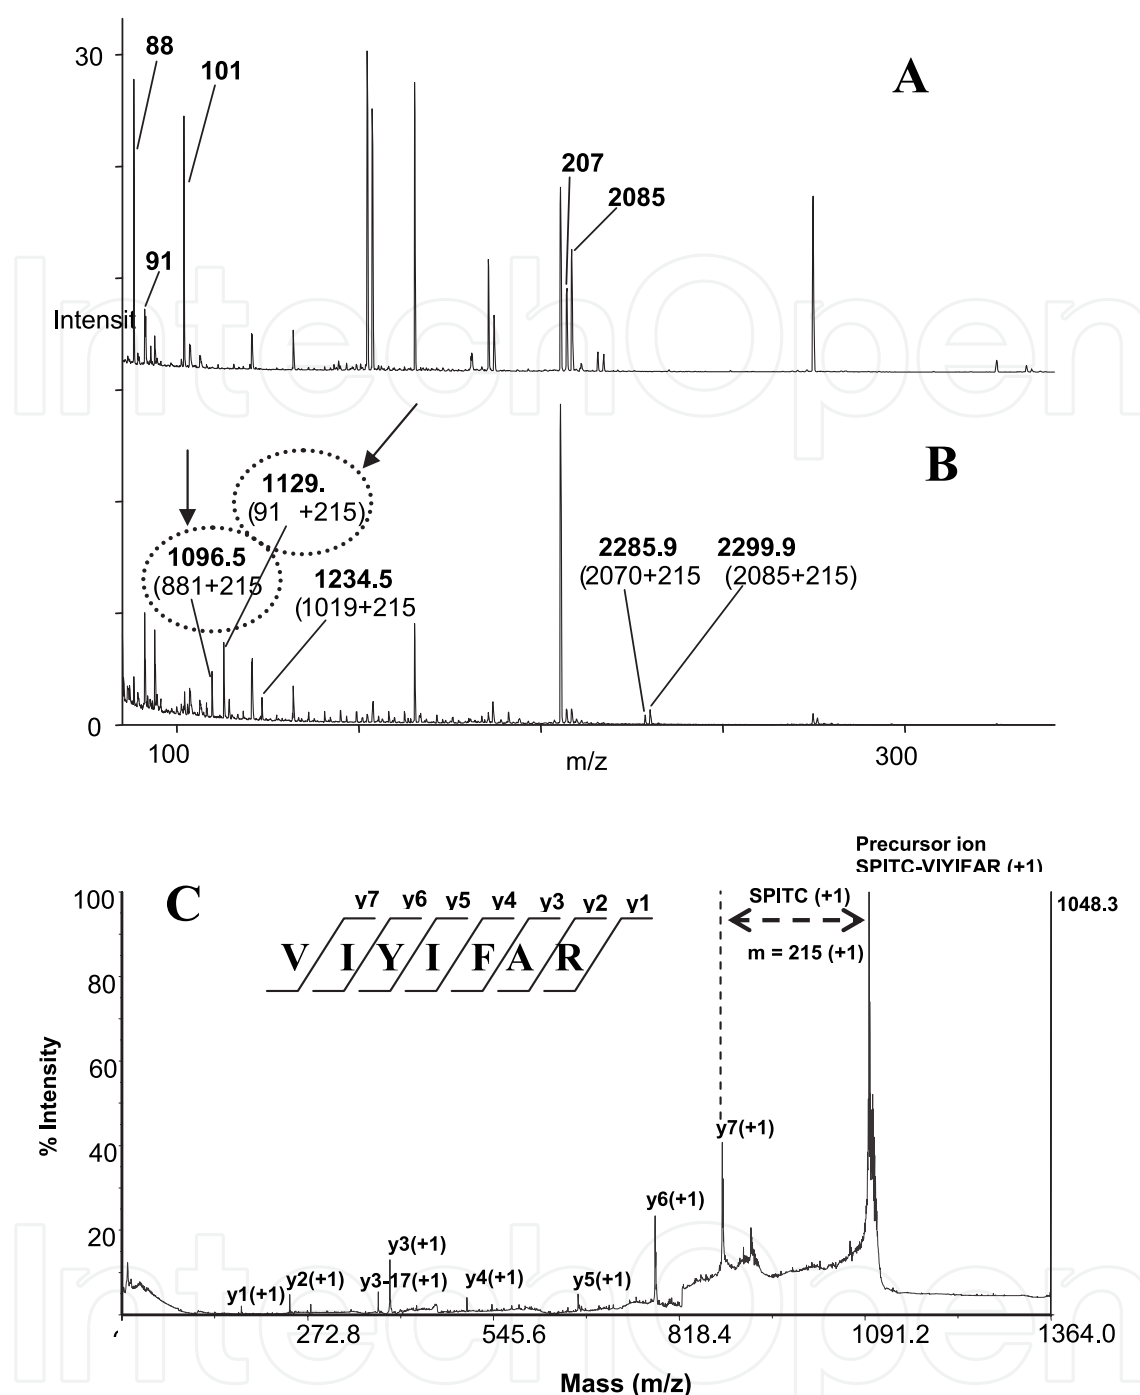 30
88
101
A
207
2085
91
Intensit
B
1129.
(91 +215)
1096.5
(881+215
1234.5
(1019+215
2285.9
(2070+215
2299.9
(2085+215)
0
100
m/z
300
Precursor ion
SPITC-VIYIFAR (+1)
100
C
y7 y6 y5 y4 y3 y2 y1
V I Y I F A R
SPITC (+1)
m = 215 (+1)
1048.3
80
60
% Intensity
40
20
y7(+1)
y6(+1)
y3(+1)
y1(+1)
y2(+1)
y3-17(+1)
y4(+1)
y5(+1)
272.8
545.6
818.4
1091.2
1364.0
Mass (m/z)
IntechOpen
IntechOpen